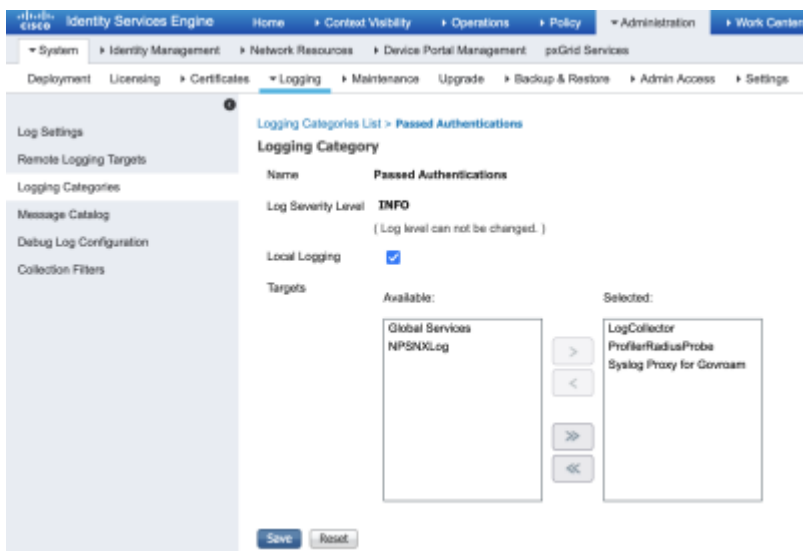 CISCO Identity Services Engine Home Context Visibility Operations Policy Administration Work Center
System Identity Management Network Resources Device Portal Management pxGrid Services
Deployment Licensing Certificates Logging Maintenance Upgrade Backup & Restore Admin Access Settings
Log Settings
Remote Logging Targets
Logging Categories
Message Catalog
Debug Log Configuration
Collection Filters
Logging Categories List > Passed Authentications
Logging Category
Name Passed Authentications
Log Severity Level INFO
( Log level can not be changed. )
Local Logging
Targets
Available: Selected:
Global Services LogCollector
NPSNXLog ProfilerRadiusProbe
Syslog Proxy for Govroam
Save Reset